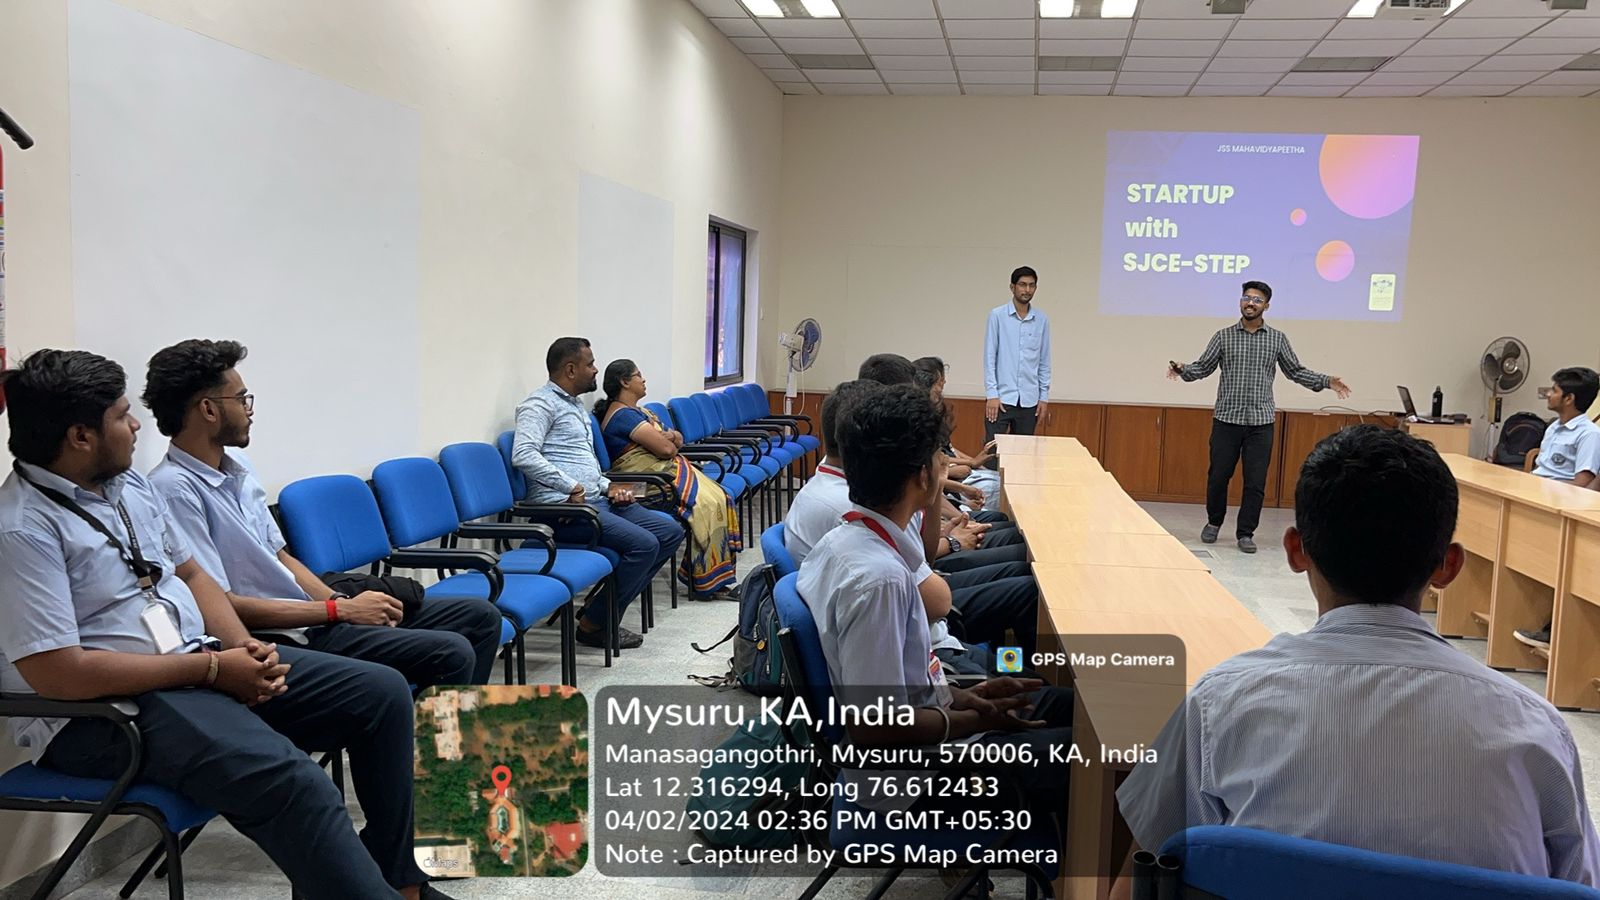 JSS MAHAVIDYAPEETHA
STARTUP
with
SJCE-STEP
GPS Map Camera
Mysuru,KA,India
Manasagangothri, Mysuru, 570006, KA, India
Lat 12.316294, Long 76.612433
04/02/2024 02:36 PM GMT+05:30
Note : Captured by GPS Map Camera